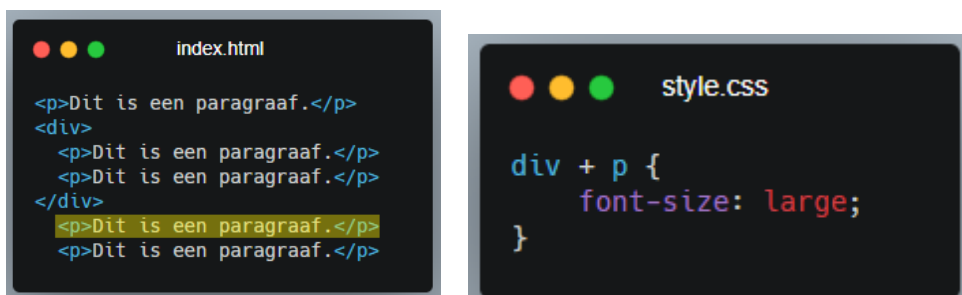 index.html
<p>Dit is een paragraaf.</p>
<div>
  <p>Dit is een paragraaf.</p>
  <p>Dit is een paragraaf.</p>
</div>
  <p>Dit is een paragraaf.</p>
  <p>Dit is een paragraaf.</p>
style.css
div + p {
    font-size: large;
}